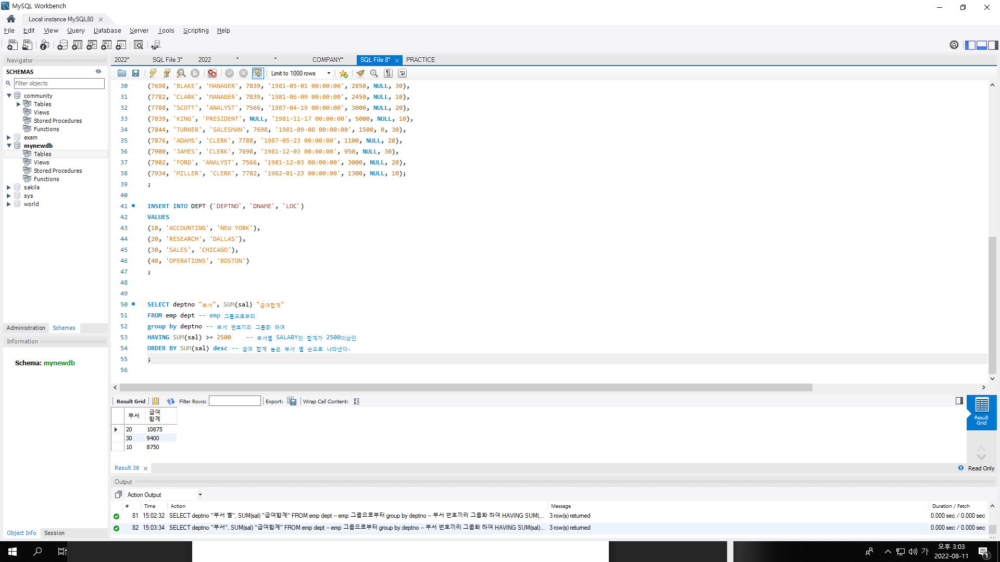 MySQL Workbench
Local instance MySQL80
File Edit View Query Database Server Tools Scripting Help
Navigator
SCHEMAS
Filter objects
community
Tables
Views
Stored Procedures
Functions
exam
mynewdb
Tables
Views
Stored Procedures
Functions
sakila
sys
world
Administration Schemas
Information
Schema: mynewdb
Object Info Session
2022* SQL File 3* 2022 * * COMPANY* SQL File 8* PRACTICE
Limit to 1000 rows
30 (7698, 'BLAKE', 'MANAGER', 7839, '1981-05-01 00:00:00', 2850, NULL, 30),
31 (7782, 'CLARK', 'MANAGER', 7839, '1981-06-09 00:00:00', 2450, NULL, 10),
32 (7788, 'SCOTT', 'ANALYST', 7566, '1987-04-19 00:00:00', 3000, NULL, 20),
33 (7839, 'KING', 'PRESIDENT', NULL, '1981-11-17 00:00:00', 5000, NULL, 10),
34 (7844, 'TURNER', 'SALESMAN', 7698, '1981-09-08 00:00:00', 1500, 0, 30),
35 (7876, 'ADAMS', 'CLERK', 7788, '1987-05-23 00:00:00', 1100, NULL, 20),
36 (7900, 'JAMES', 'CLERK', 7698, '1981-12-03 00:00:00', 950, NULL, 30),
37 (7902, 'FORD', 'ANALYST', 7566, '1981-12-03 00:00:00', 3000, NULL, 20),
38 (7934, 'MILLER', 'CLERK', 7782, '1982-01-23 00:00:00', 1300, NULL, 10);
39 ;
40
41 INSERT INTO DEPT (`DEPTNO`, `DNAME`, `LOC`)
42 VALUES
43 (10, 'ACCOUNTING', 'NEW YORK'),
44 (20, 'RESEARCH', 'DALLAS'),
45 (30, 'SALES', 'CHICAGO'),
46 (40, 'OPERATIONS', 'BOSTON')
47 ;
48
49
50 SELECT deptno "부서", SUM(sal) "급여합계"
51 FROM emp dept -- emp 그룹으로부터
52 group by deptno -- 부서 번호끼리 그룹화 하여
53 HAVING SUM(sal) >= 2500 -- 부서별 SALARY의 합계가 2500이상인
54 ORDER BY SUM(sal) desc -- 급여 합계 높은 부서 별 순으로 나타낸다.
55 ;
56
Result Grid Filter Rows: Export: Wrap Cell Content:
부서 급여
합계
20 10875
30 9400
10 8750
Result
Grid
Result 38 Read Only
Output
Action Output
# Time Action Message Duration / Fetch
81 15:02:32 SELECT deptno "부서 별", SUM(sal) "급여합계" FROM emp dept -- emp 그룹으로부터 group by deptno -- 부서 번호끼리 그룹화 하여 HAVING SUM(... 3 row(s) returned 0.000 sec / 0.000 sec
82 15:03:34 SELECT deptno "부서", SUM(sal) "급여합계" FROM emp dept -- emp 그룹으로부터 group by deptno -- 부서 번호끼리 그룹화 하여 HAVING SUM(sal)... 3 row(s) returned 0.000 sec / 0.000 sec
가 오후 3:03
2022-08-11
1